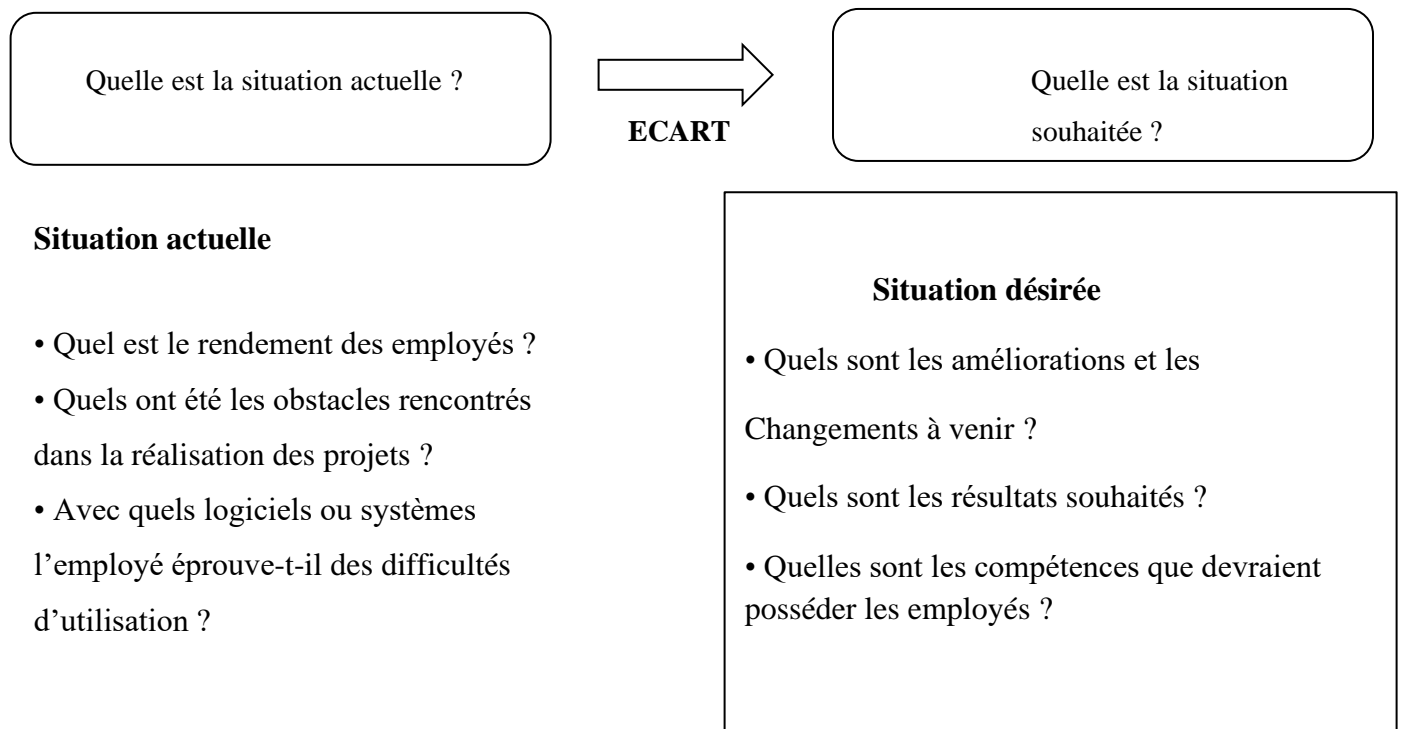 Quelle est la situation actuelle ?
ECART
Quelle est la situation
souhaitée ?
Situation actuelle
• Quel est le rendement des employés ?
• Quels ont été les obstacles rencontrés
dans la réalisation des projets ?
• Avec quels logiciels ou systèmes
l’employé éprouve-t-il des difficultés
d’utilisation ?
Situation désirée
• Quels sont les améliorations et les
Changements à venir ?
• Quels sont les résultats souhaités ?
• Quelles sont les compétences que devraient
posséder les employés ?